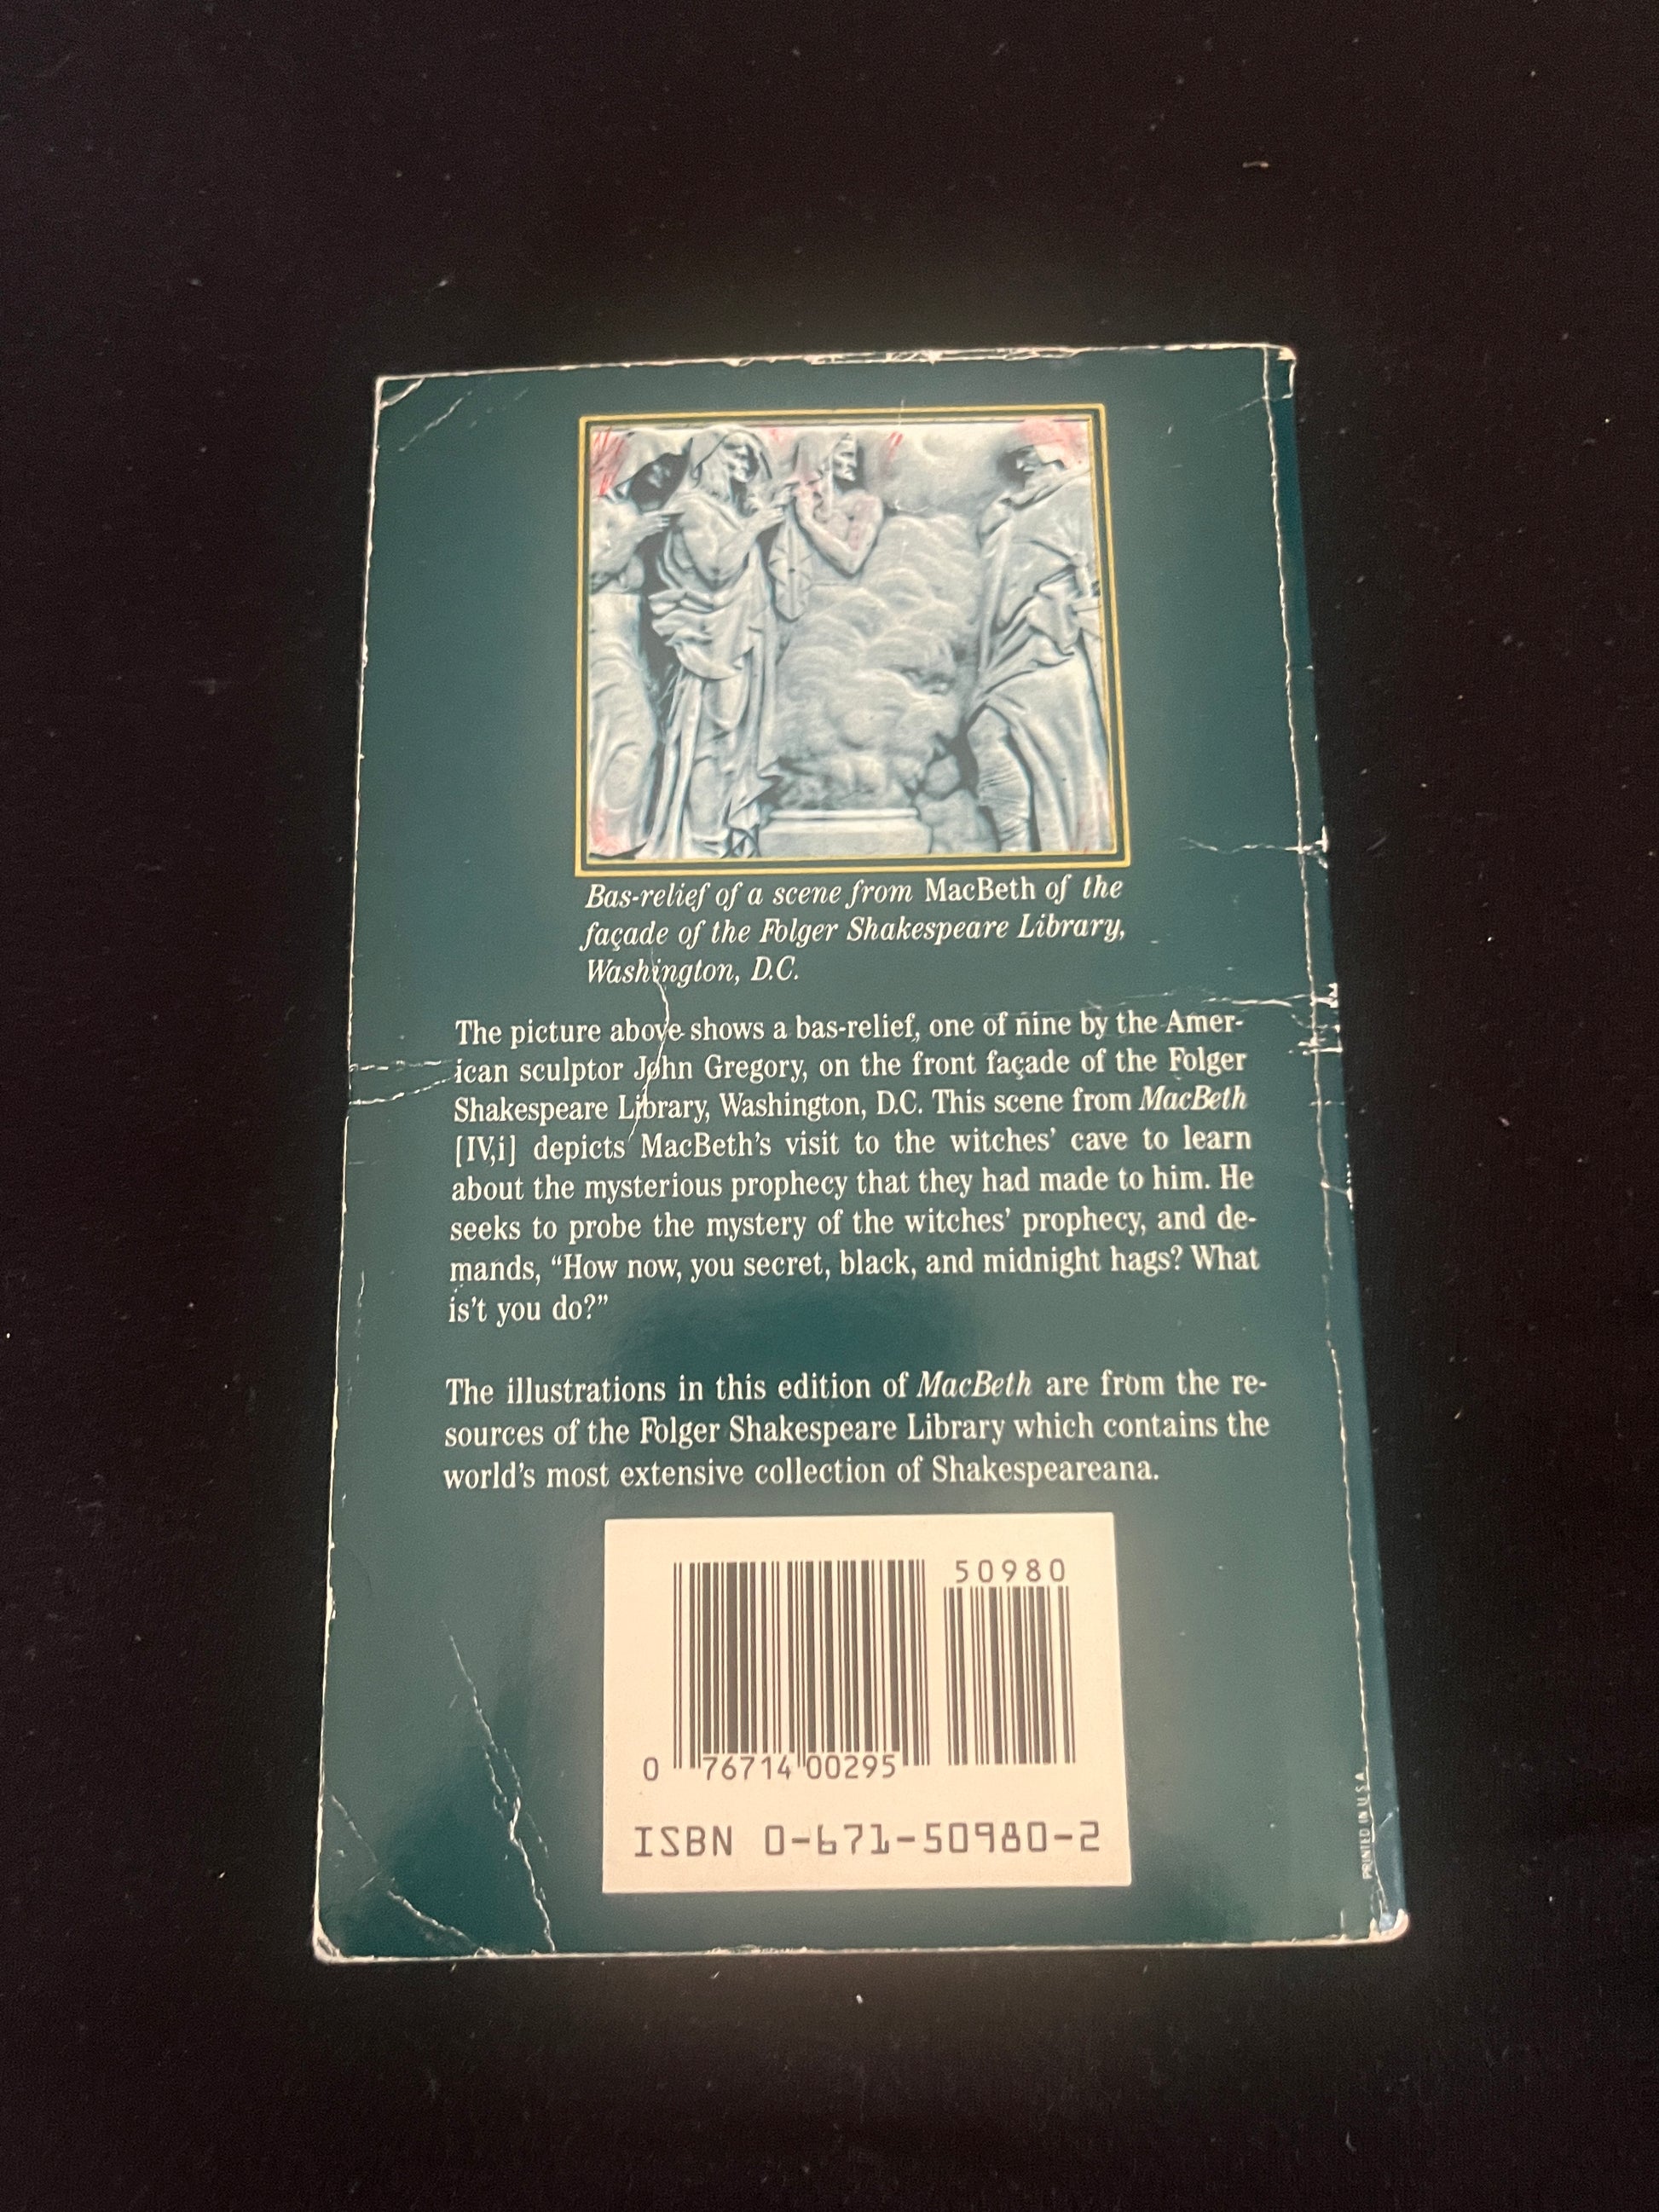 Bas-relief of a scene from MacBeth of the
façade of the Folger Shakespeare Library,
Washington, D.C.
The picture above shows a bas-relief, one of nine by the Amer-
ican sculptor John Gregory, on the front façade of the Folger
Shakespeare Library, Washington, D.C. This scene from MacBeth
[IV,i] depicts MacBeth's visit to the witches' cave to learn
about the mysterious prophecy that they had made to him. He
seeks to probe the mystery of the witches' prophecy, and de-
mands, “How now, you secret, black, and midnight hags? What
is't you do?”
The illustrations in this edition of MacBeth are from the re-
sources of the Folger Shakespeare Library which contains the
world's most extensive collection of Shakespeareana.
50980
0 76714 00295
ISBN 0-671-50980-2
PRINTED IN U.S.A.